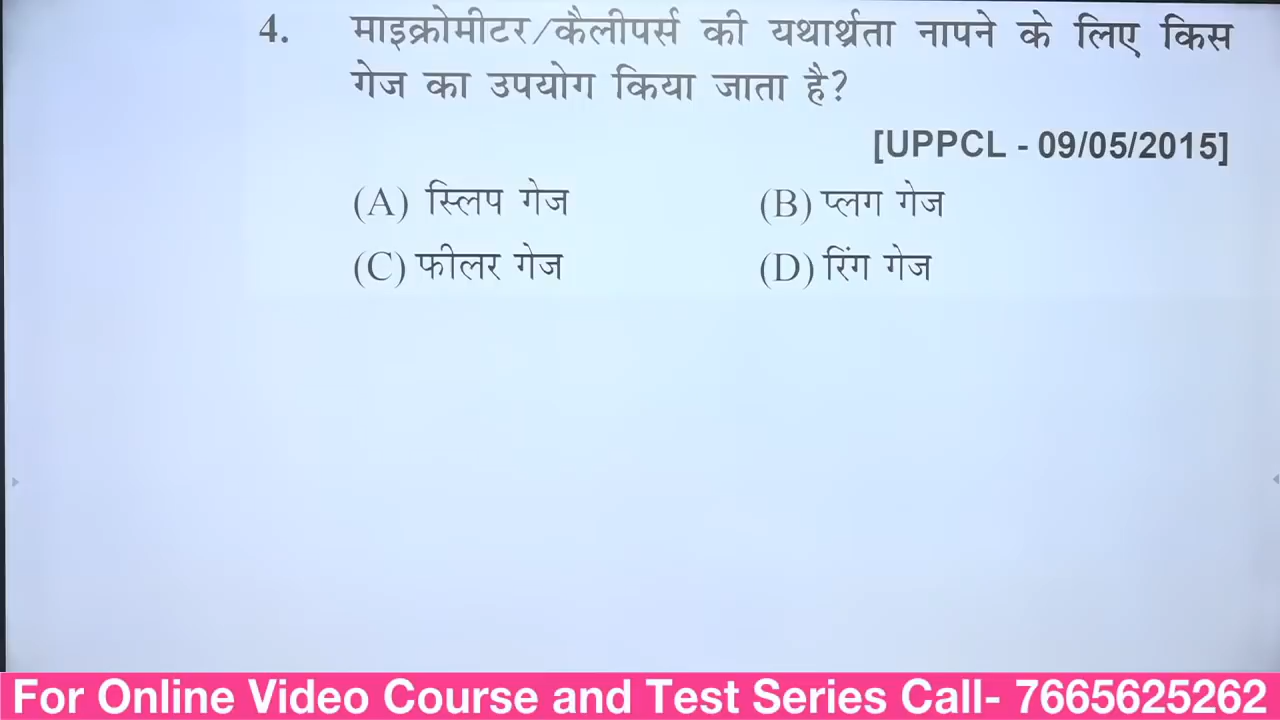 4. माइक्रोमीटर/कैलीपर्स की यथार्थ्रता नापने के लिए किस
गेज का उपयोग किया जाता है?
[UPPCL - 09/05/2015]
(A) स्लिप गेज (B) प्लग गेज
(C) फीलर गेज (D) रिंग गेज
For Online Video Course and Test Series Call- 7665625262